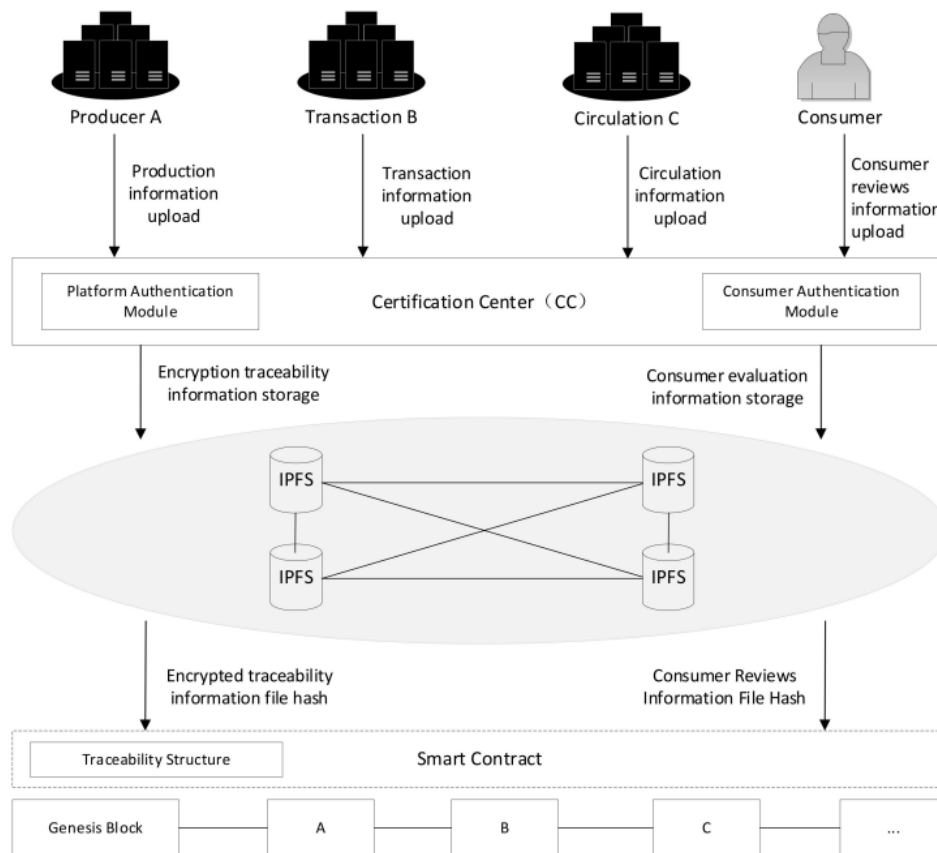 Producer A
Transaction B
Circulation C
Consumer
Production
information
upload
Transaction
information
upload
Circulation
information
upload
Consumer
reviews
information
upload
Platform Authentication
Module
Certification Center（CC）
Consumer Authentication
Module
Encryption traceability
information storage
Consumer evaluation
information storage
IPFS
IPFS
IPFS
IPFS
Encrypted traceability
information file hash
Consumer Reviews
Information File Hash
Traceability Structure
Smart Contract
Genesis Block
A
B
C
...